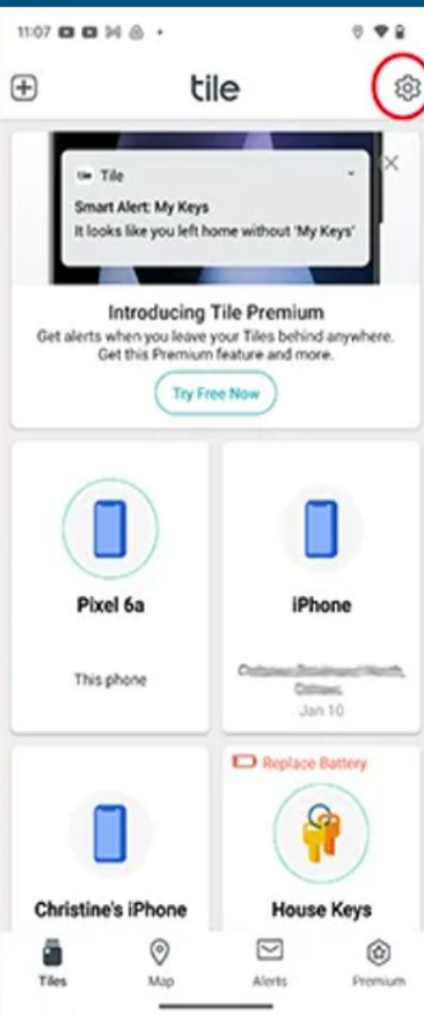 11:07
tile
tile Tile
Smart Alert: My Keys
It looks like you left home without 'My Keys'
Introducing Tile Premium
Get alerts when you leave your Tiles behind anywhere.
Get this Premium feature and more.
Try Free Now
Pixel 6a
iPhone
This phone
Jan 10
Replace Battery
Christine's iPhone
House Keys
Tiles
Map
Alerts
Premium